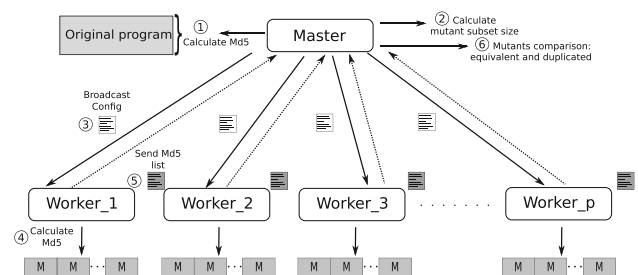 Original program
① Calculate Md5
Master
② Calculate
mutant subset size
⑥ Mutants comparison:
equivalent and duplicated
Broadcast
Config
③
Send Md5
list
⑤
Worker_1
Worker_2
Worker_3
. . . . . . .
Worker_p
④ Calculate
Md5
M M ... M
M M ... M
M M ... M
M M ... M